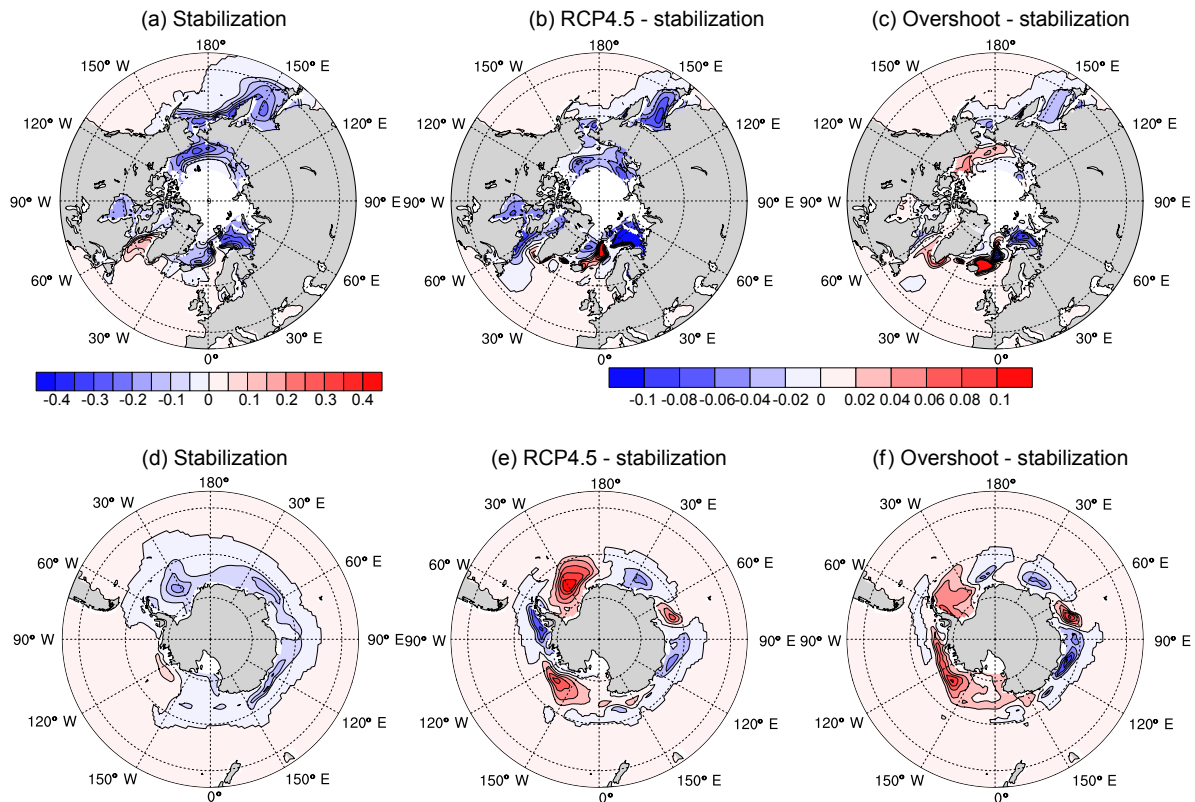 (a) Stabilization (b) RCP4.5 - stabilization (c) Overshoot - stabilization
180° 180° 180°
150° W 150° E 150° W 150° E 150° W 150° E
120° W 120° E 120° W 120° E 120° W 120° E
90° W 90° E 90° W 90° E 90° W 90° E
60° W 60° E 60° W 60° E 60° W 60° E
30° W 30° E 30° W 30° E 30° W 30° E
0° 0° 0°
-0.4 -0.3 -0.2 -0.1 0 0.1 0.2 0.3 0.4
-0.1 -0.08 -0.06 -0.04 -0.02 0 0.02 0.04 0.06 0.08 0.1
(d) Stabilization (e) RCP4.5 - stabilization (f) Overshoot - stabilization
180° 180° 180°
30° W 30° E 30° W 30° E 30° W 30° E
60° W 60° E 60° W 60° E 60° W 60° E
90° W 90° E 90° W 90° E 90° W 90° E
120° W 120° E 120° W 120° E 120° W 120° E
150° W 150° E 150° W 150° E 150° W 150° E
0° 0° 0°